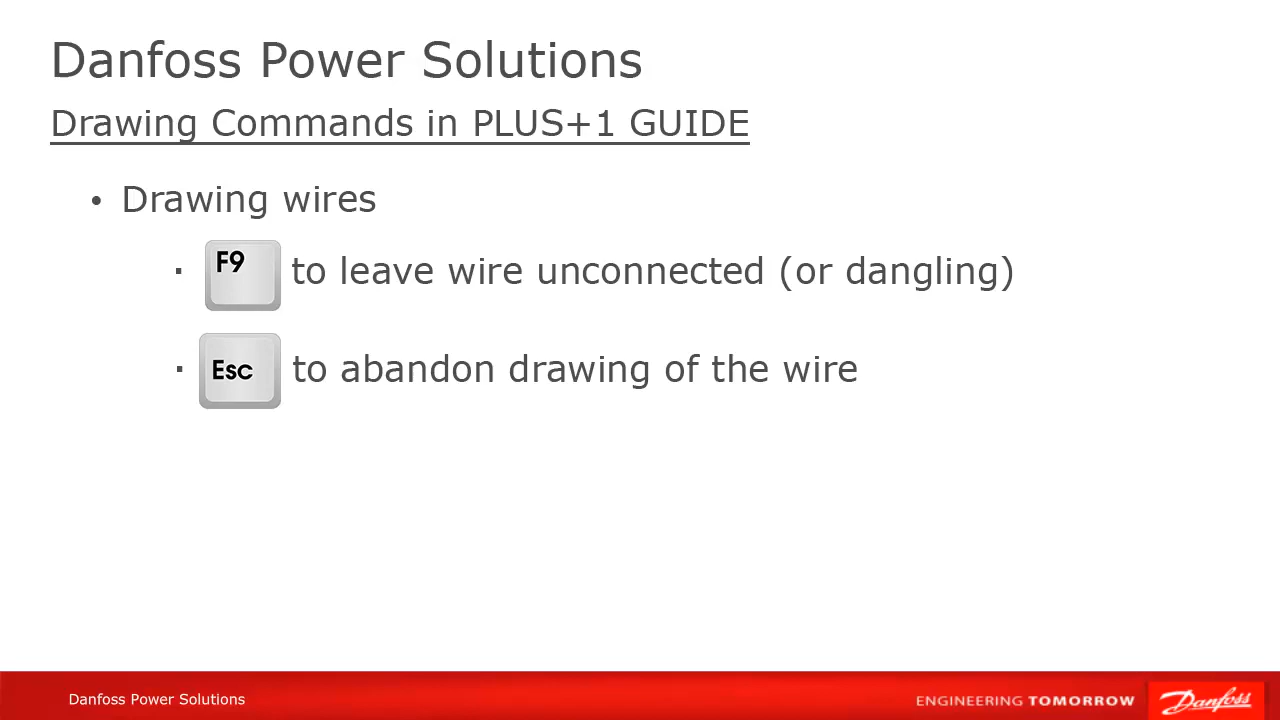 Danfoss Power Solutions
Drawing Commands in PLUS+1 GUIDE
• Drawing wires
▪ F9 to leave wire unconnected (or dangling)
▪ Esc to abandon drawing of the wire
Danfoss Power Solutions
ENGINEERING TOMORROW
Danfoss